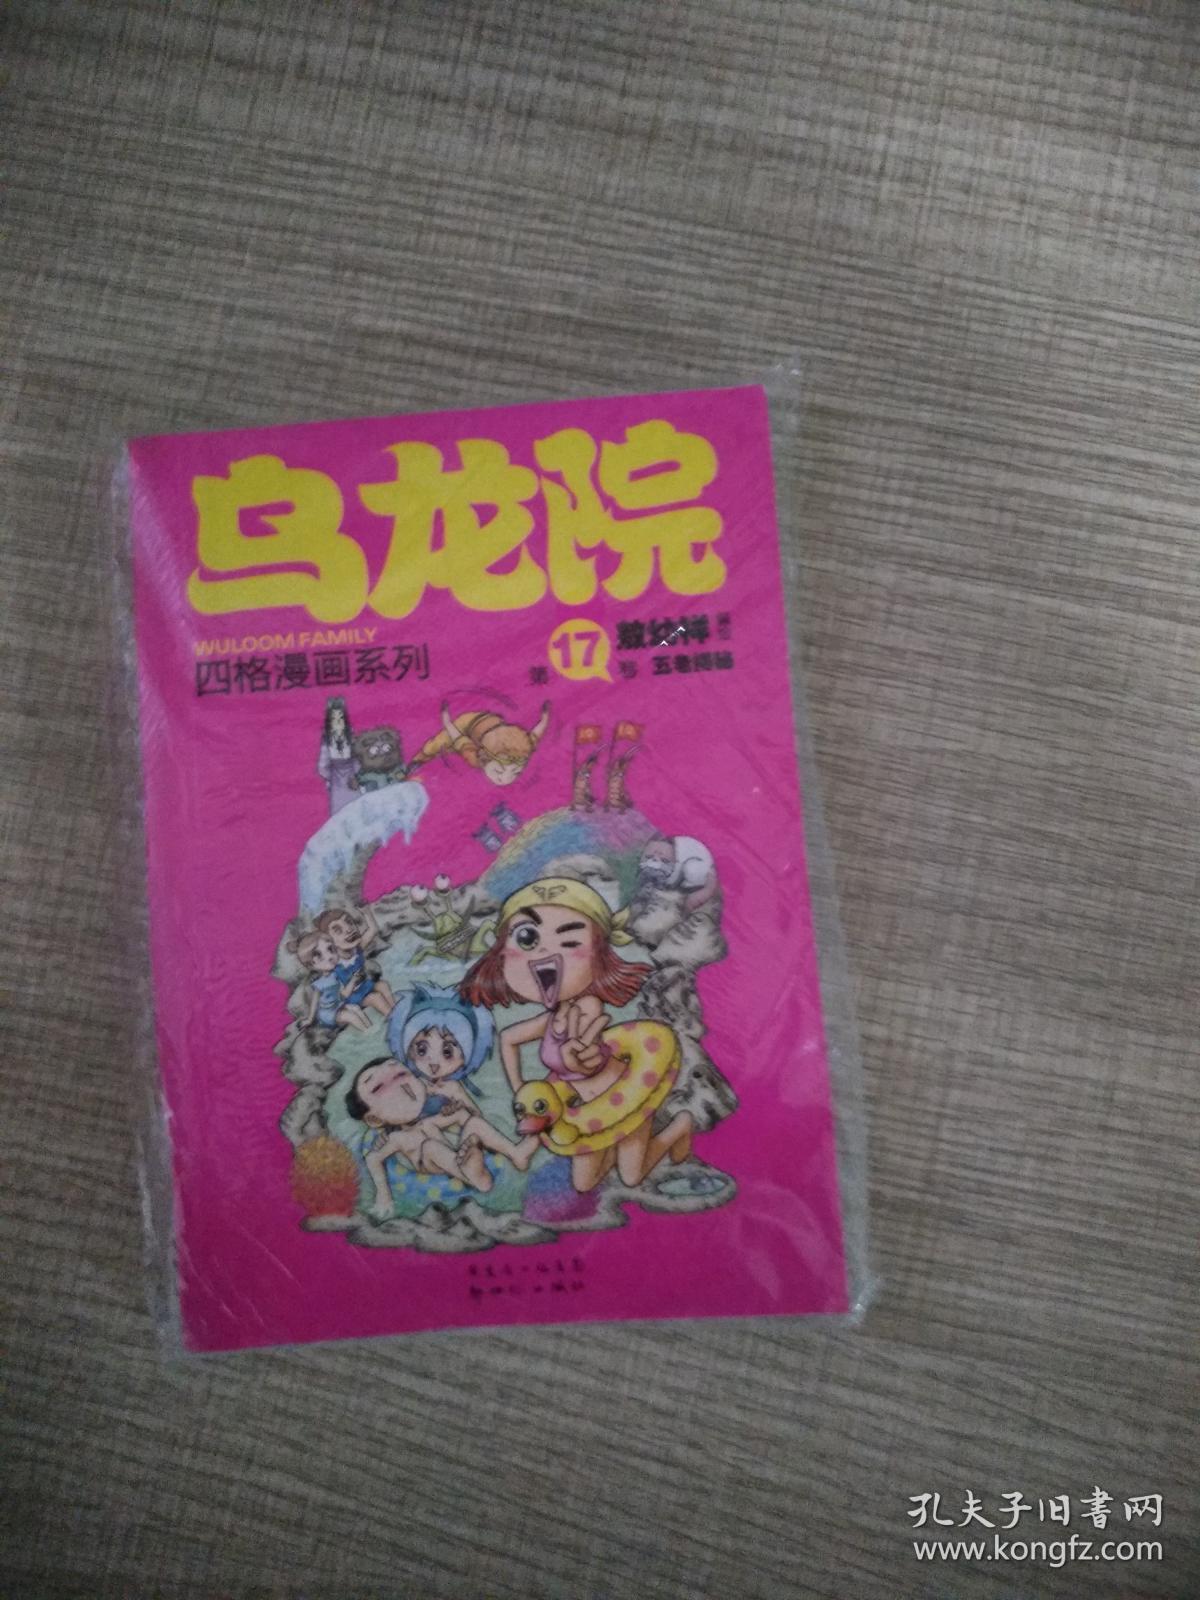 乌龙院
WULOOM FAMILY
四格漫画系列
第17号
敖幼祥
五老揭秘
孔夫子旧书网
www.kongfz.com